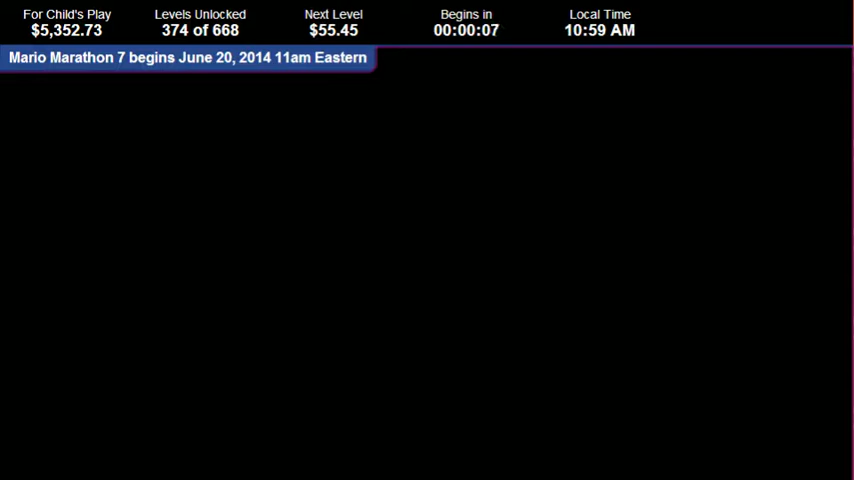 For Child's Play Levels Unlocked Next Level Begins in Local Time
$5,352.73 374 of 668 $55.45 00:00:07 10:59 AM
Mario Marathon 7 begins June 20, 2014 11am Eastern